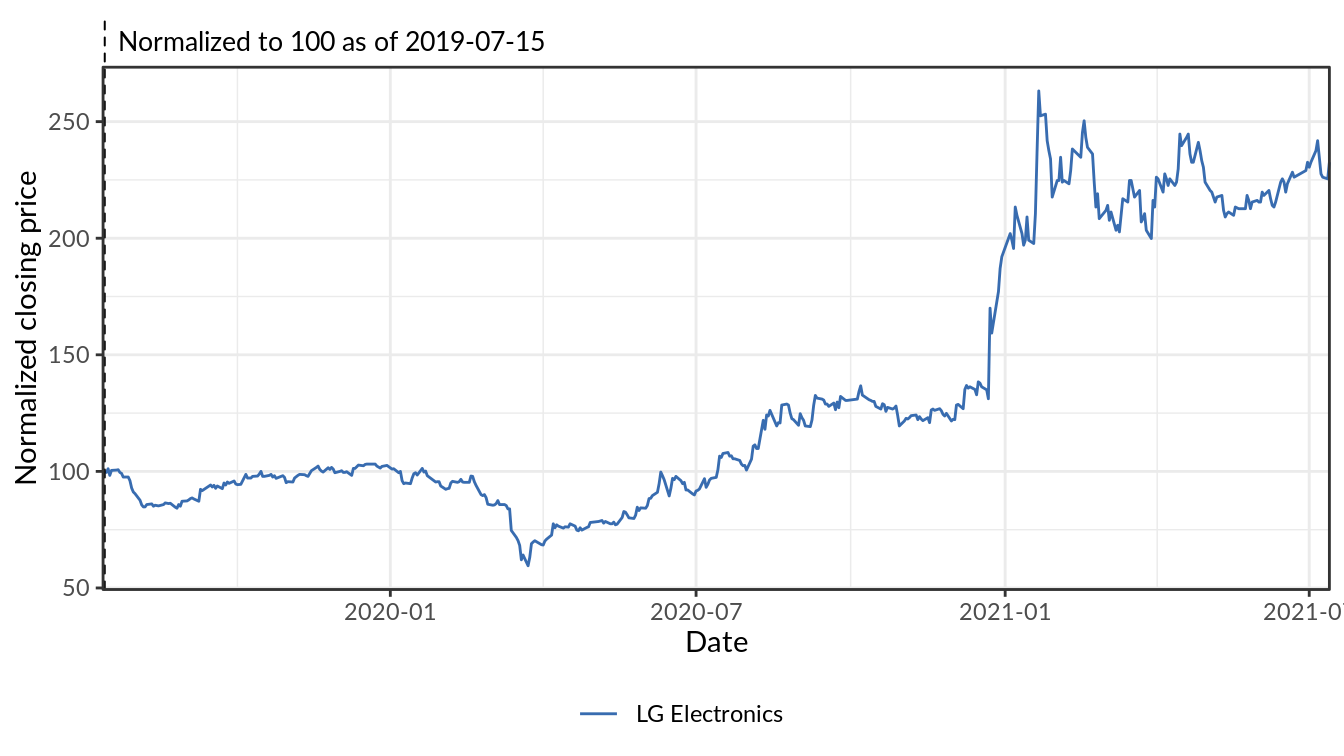 Normalized to 100 as of 2019-07-15
Normalized closing price
250
200
150
100
50
2020-01
2020-07
2021-01
2021-0
Date
LG Electronics